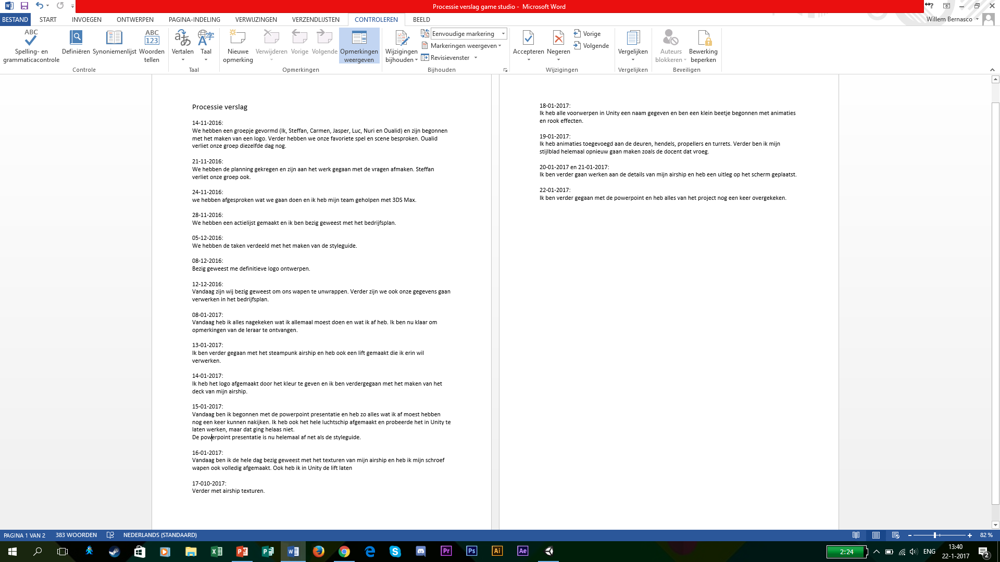 Processie verslag game studio - Microsoft Word
BESTAND START INVOEGEN ONTWERPEN PAGINA-INDELING VERWIJZINGEN VERZENDLIJSTEN CONTROLEREN BEELD
Willem Bernasco
ABC
Spelling- en grammaticacontrole
Definiëren
Synoniemenlijst
ABC 123
Woorden tellen
Controle
Vertalen
Taal
Taal
Nieuwe opmerking
Verwijderen
Vorige
Volgende
Opmerkingen weergeven
Opmerkingen
Wijzigingen bijhouden
Eenvoudige markering
Markeringen weergeven
Revisievenster
Bijhouden
Accepteren
Negeren
Vorige
Volgende
Wijzigingen
Vergelijken
Vergelijken
Auteurs blokkeren
Bewerking beperken
Beveiligen
Processie verslag
14-11-2016:
We hebben een groepje gevormd (Ik, Steffan, Carmen, Jasper, Luc, Nuri en Oualid) en zijn begonnen
met het maken van een logo. Verder hebben we onze favoriete spel en scene besproken. Oualid
verliet onze groep diezelfde dag nog.
21-11-2016:
We hebben de planning gekregen en zijn aan het werk gegaan met de vragen afmaken. Steffan
verliet onze groep ook.
24-11-2016:
we hebben afgesproken wat we gaan doen en ik heb mijn team geholpen met 3DS Max.
28-11-2016:
We hebben een actielijst gemaakt en ik ben bezig geweest met het bedrijfsplan.
05-12-2016:
We hebben de taken verdeeld met het maken van de styleguide.
08-12-2016:
Bezig geweest me definitieve logo ontwerpen.
12-12-2016:
Vandaag zijn wij bezig geweest om ons wapen te unwrappen. Verder zijn we ook onze gegevens gaan
verwerken in het bedrijfsplan.
08-01-2017:
Vandaag heb ik alles nagekeken wat ik allemaal moest doen en wat ik af heb. Ik ben nu klaar om
opmerkingen van de leraar te ontvangen.
13-01-2017:
Ik ben verder gegaan met het steampunk airship en heb ook een lift gemaakt die ik erin wil
verwerken.
14-01-2017:
Ik heb het logo afgemaakt door het kleur te geven en ik ben verdergegaan met het maken van het
deck van mijn airship.
15-01-2017:
Vandaag ben ik begonnen met de powerpoint presentatie en heb zo alles wat ik af moest hebben
nog een keer kunnen nakijken. Ik heb ook het hele luchtschip afgemaakt en probeerde het in Unity te
laten werken, maar dat ging helaas niet.
De powerpoint presentatie is nu helemaal af net als de styleguide.
16-01-2017:
Vandaag ben ik de hele dag bezig geweest met het texturen van mijn airship en heb ik mijn schroef
wapen ook volledig afgemaakt. Ook heb ik in Unity de lift laten
17-010-2017:
Verder met airship texturen.
18-01-2017:
Ik heb alle voorwerpen in Unity een naam gegeven en ben een klein beetje begonnen met animaties
en rook effecten.
19-01-2017:
Ik heb animaties toegevoegd aan de deuren, hendels, propellers en turrets. Verder ben ik mijn
stijlblad helemaal opnieuw gaan maken zoals de docent dat vroeg.
20-01-2017 en 21-01-2017:
Ik ben verder gaan werken aan de details van mijn airship en heb een uitleg op het scherm geplaatst.
22-01-2017:
Ik ben verder gegaan met de powerpoint en heb alles van het project nog een keer overgekeken.
PAGINA 1 VAN 2 383 WOORDEN NEDERLANDS (STANDAARD)
82 %
Pr Ps Ai Ae
2:24
ENG
13:40
22-1-2017
2